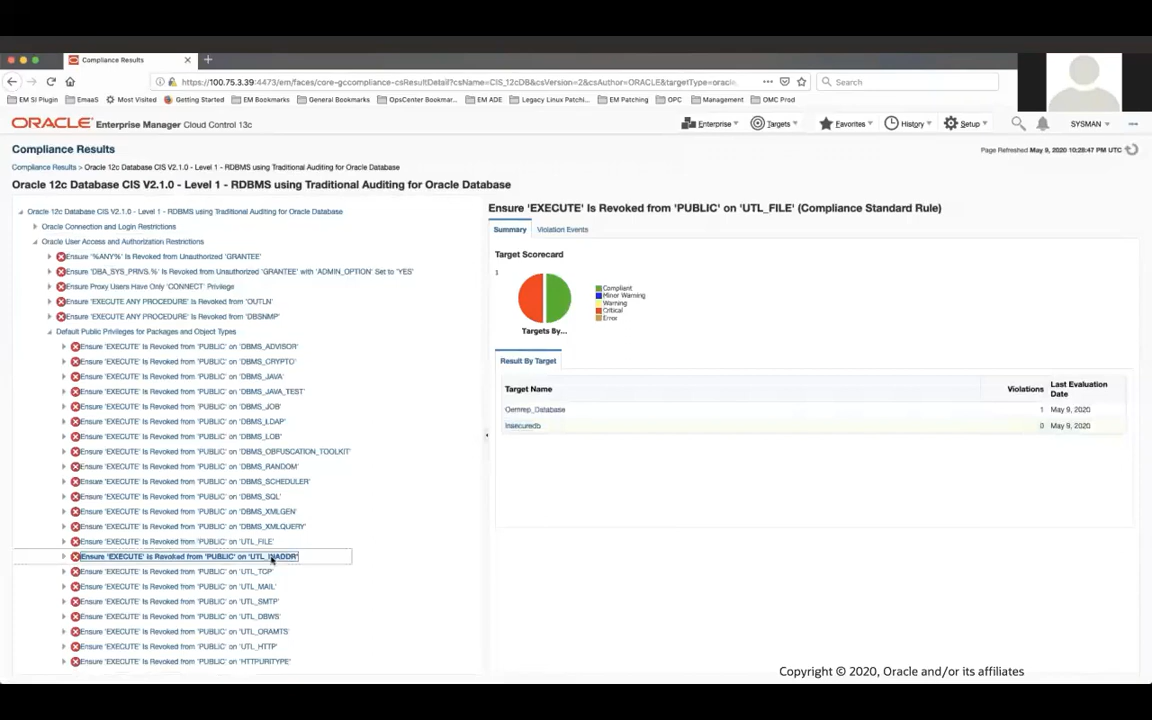 Compliance Results
https://100.75.3.39:4473/em/faces/core-gccompliance-csResultDetail?csName=CIS_12cDB&csVersion=2&csAuthor=ORACLE&targetType=oracle.
Search
EM SI Plugin EmaaS Most Visited Getting Started EM Bookmarks General Bookmarks OpsCenter Bookmar... EM ADE Legacy Linux Patchi... EM Patching OPC Management OMC Prod
ORACLE Enterprise Manager Cloud Control 13c
Enterprise Targets Favorites History Setup SYSMAN
Compliance Results
Page Refreshed May 9, 2020 10:28:47 PM UTC
Compliance Results > Oracle 12c Database CIS V2.1.0 - Level 1 - RDBMS using Traditional Auditing for Oracle Database
Oracle 12c Database CIS V2.1.0 - Level 1 - RDBMS using Traditional Auditing for Oracle Database
Oracle 12c Database CIS V2.1.0 - Level 1 - RDBMS using Traditional Auditing for Oracle Database
Oracle Connection and Login Restrictions
Oracle User Access and Authorization Restrictions
Ensure '%ANY%' Is Revoked from Unauthorized 'GRANTEE'
Ensure 'DBA_SYS_PRIVS.%' Is Revoked from Unauthorized 'GRANTEE' with 'ADMIN_OPTION' Set to 'YES'
Ensure Proxy Users Have Only 'CONNECT' Privilege
Ensure 'EXECUTE ANY PROCEDURE' Is Revoked from 'OUTLN'
Ensure 'EXECUTE ANY PROCEDURE' Is Revoked from 'DBSNMP'
Default Public Privileges for Packages and Object Types
Ensure 'EXECUTE' Is Revoked from 'PUBLIC' on 'DBMS_ADVISOR'
Ensure 'EXECUTE' Is Revoked from 'PUBLIC' on 'DBMS_CRYPTO'
Ensure 'EXECUTE' Is Revoked from 'PUBLIC' on 'DBMS_JAVA'
Ensure 'EXECUTE' Is Revoked from 'PUBLIC' on 'DBMS_JAVA_TEST'
Ensure 'EXECUTE' Is Revoked from 'PUBLIC' on 'DBMS_JOB'
Ensure 'EXECUTE' Is Revoked from 'PUBLIC' on 'DBMS_LDAP'
Ensure 'EXECUTE' Is Revoked from 'PUBLIC' on 'DBMS_LOB'
Ensure 'EXECUTE' Is Revoked from 'PUBLIC' on 'DBMS_OBFUSCATION_TOOLKIT'
Ensure 'EXECUTE' Is Revoked from 'PUBLIC' on 'DBMS_RANDOM'
Ensure 'EXECUTE' Is Revoked from 'PUBLIC' on 'DBMS_SCHEDULER'
Ensure 'EXECUTE' Is Revoked from 'PUBLIC' on 'DBMS_SQL'
Ensure 'EXECUTE' Is Revoked from 'PUBLIC' on 'DBMS_XMLGEN'
Ensure 'EXECUTE' Is Revoked from 'PUBLIC' on 'DBMS_XMLQUERY'
Ensure 'EXECUTE' Is Revoked from 'PUBLIC' on 'UTL_FILE'
Ensure 'EXECUTE' Is Revoked from 'PUBLIC' on 'UTL_INADDR'
Ensure 'EXECUTE' Is Revoked from 'PUBLIC' on 'UTL_TCP'
Ensure 'EXECUTE' Is Revoked from 'PUBLIC' on 'UTL_MAIL'
Ensure 'EXECUTE' Is Revoked from 'PUBLIC' on 'UTL_SMTP'
Ensure 'EXECUTE' Is Revoked from 'PUBLIC' on 'UTL_DBWS'
Ensure 'EXECUTE' Is Revoked from 'PUBLIC' on 'UTL_ORAMTS'
Ensure 'EXECUTE' Is Revoked from 'PUBLIC' on 'UTL_HTTP'
Ensure 'EXECUTE' Is Revoked from 'PUBLIC' on 'HTTPURITYPE'
Ensure 'EXECUTE' Is Revoked from 'PUBLIC' on 'UTL_FILE' (Compliance Standard Rule)
Summary Violation Events
Target Scorecard
1
Compliant
Minor Warning
Warning
Critical
Error
Targets By...
Result By Target
Target Name Violations Last Evaluation Date
Oemrep_Database 1 May 9, 2020
insecuredb 0 May 9, 2020
Copyright © 2020, Oracle and/or its affiliates